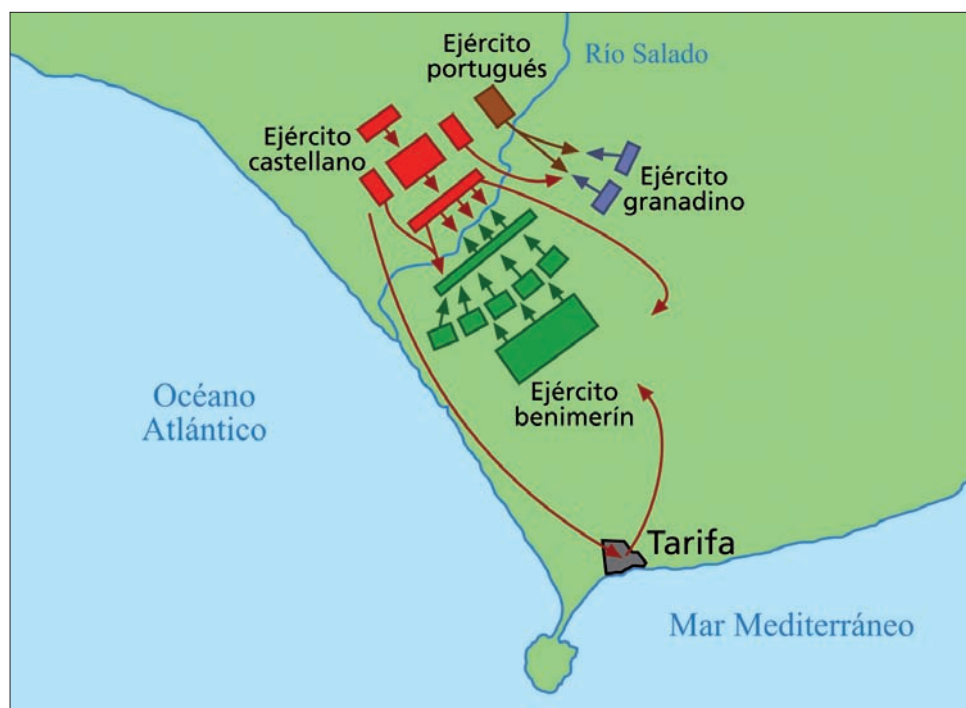 Ejército
portugués
Río Salado
Ejército
castellano
Ejército
granadino
Océano
Atlántico
Ejército
benimerín
Tarifa
Mar Mediterráneo